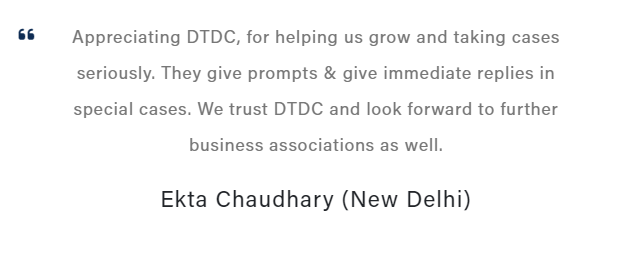 “ Appreciating DTDC, for helping us grow and taking cases
seriously. They give prompts & give immediate replies in
special cases. We trust DTDC and look forward to further
business associations as well.
Ekta Chaudhary (New Delhi)